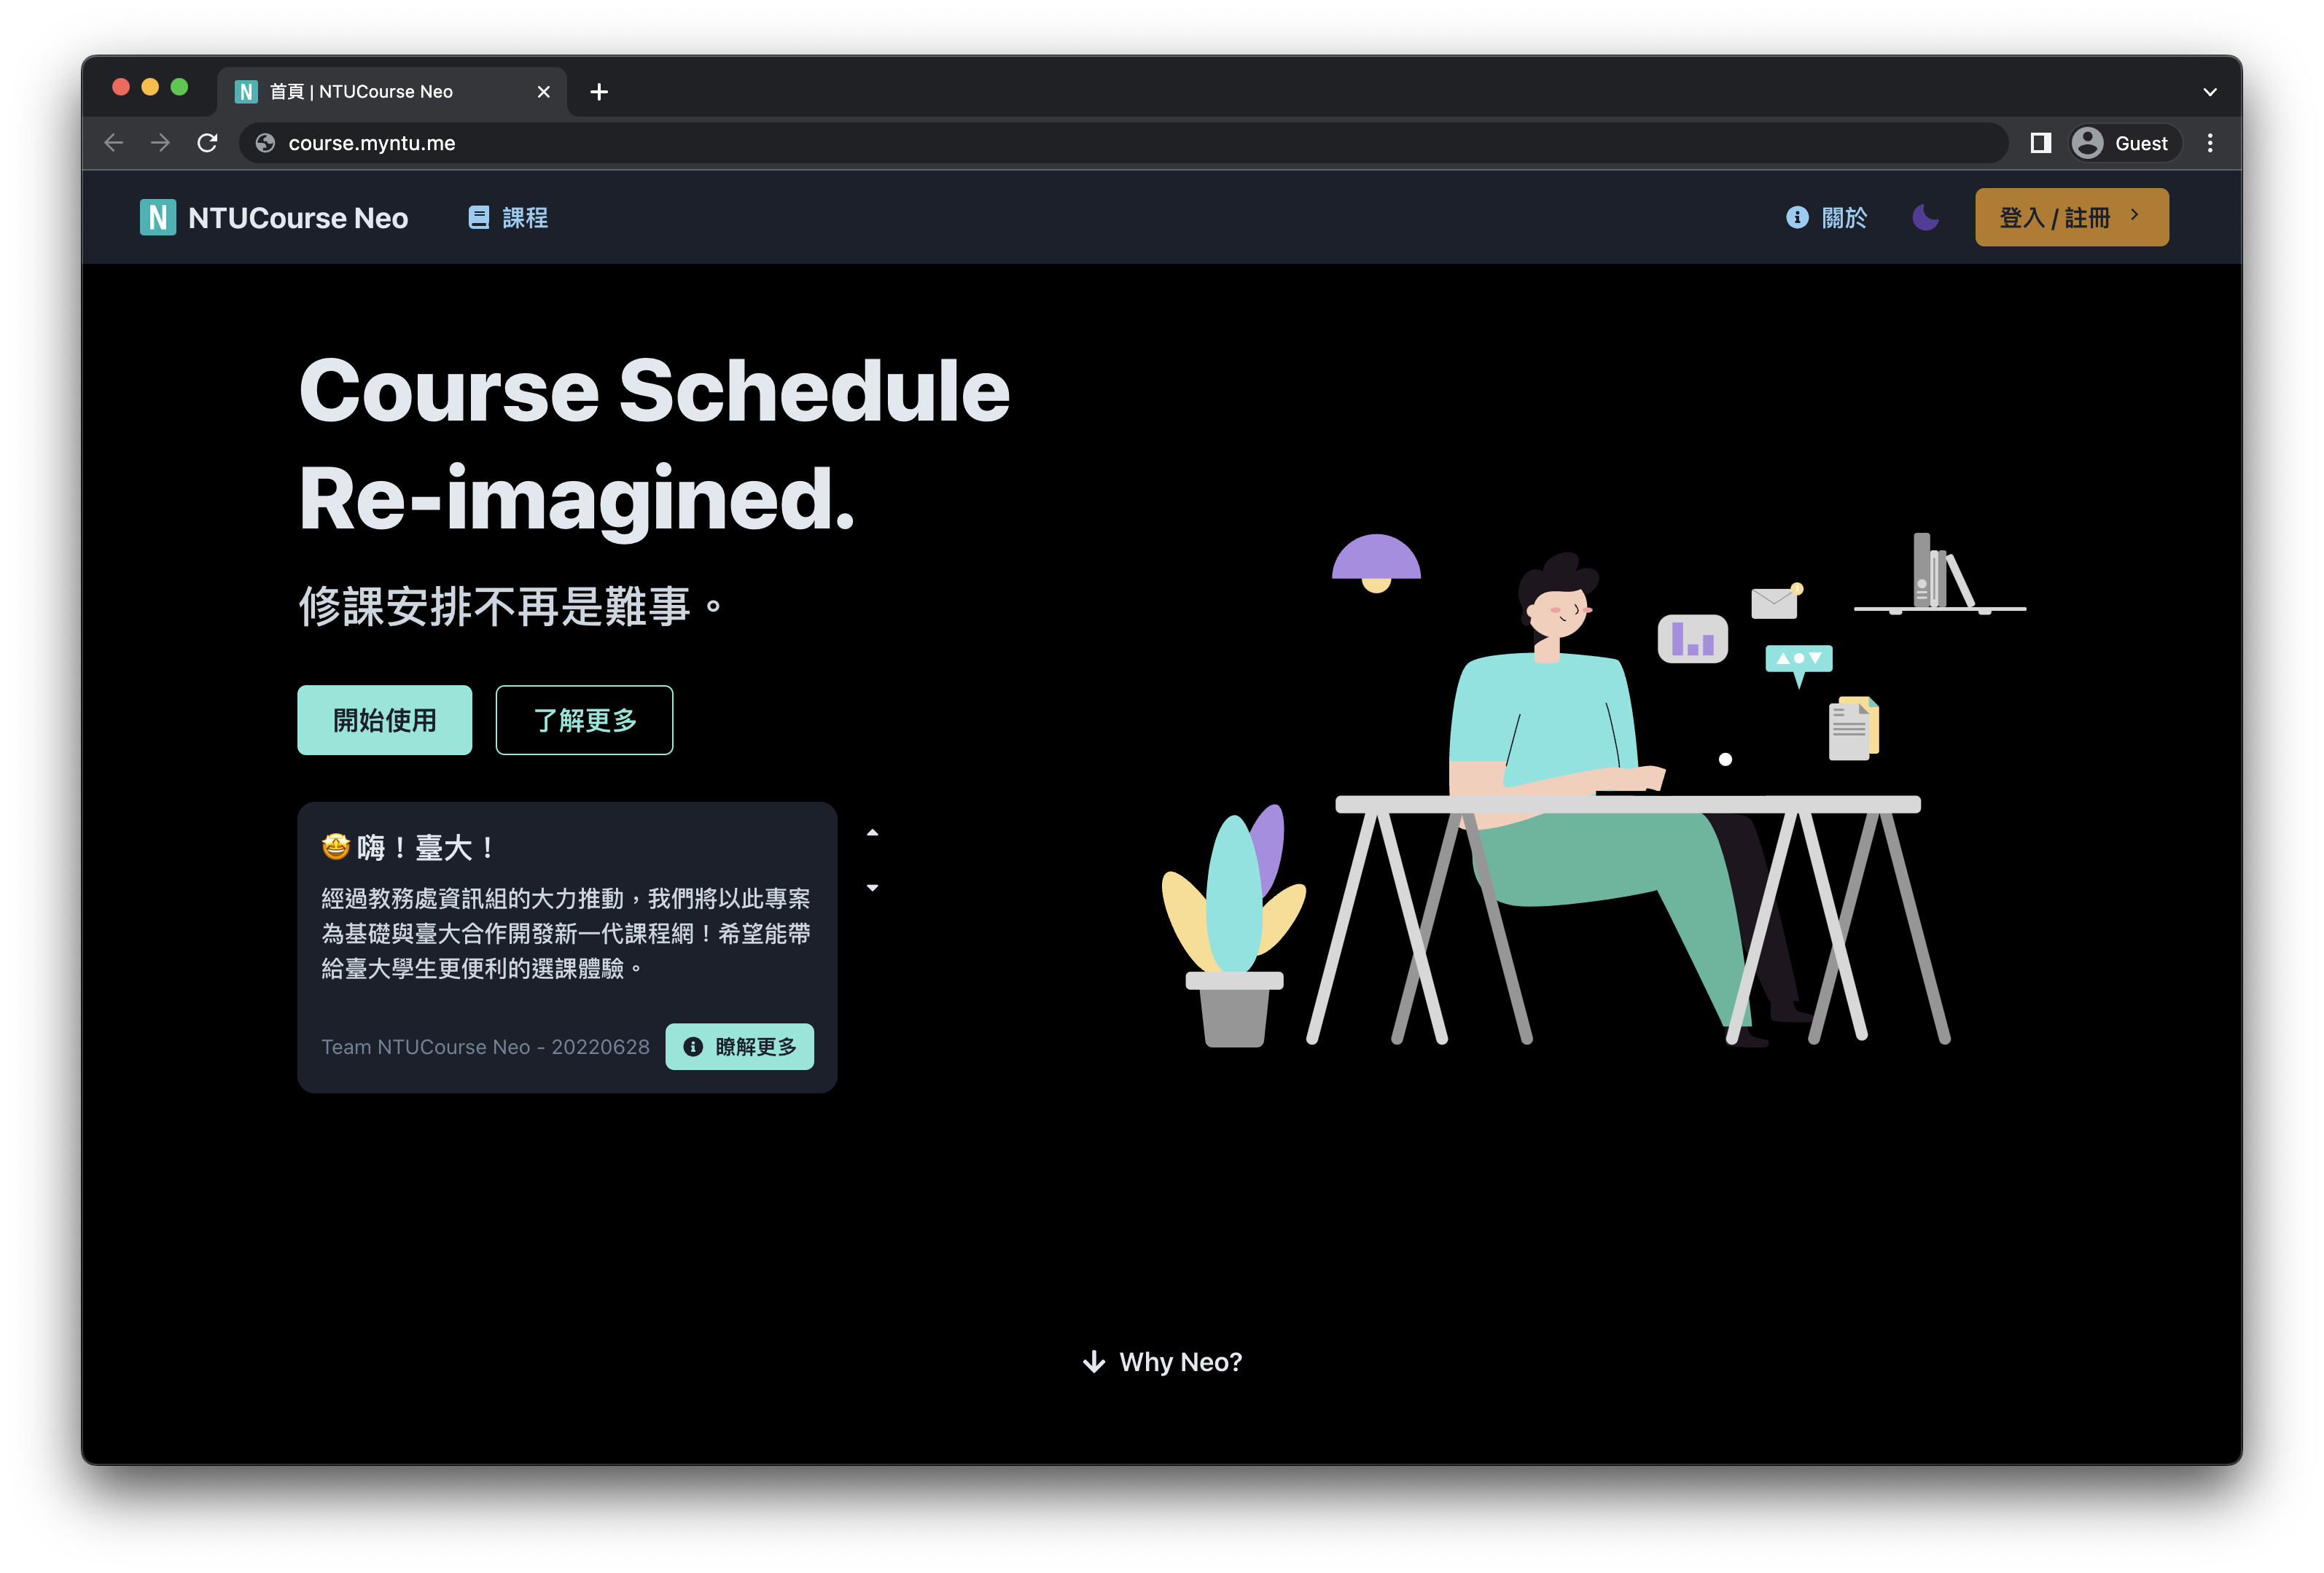 N 首頁 | NTUCourse Neo
course.myntu.me
Guest
N NTUCourse Neo
課程
關於
登入 / 註冊
Course Schedule
Re-imagined.
修課安排不再是難事。
開始使用
了解更多
🤩 嗨！臺大！
經過教務處資訊組的大力推動，我們將以此專案
為基礎與臺大合作開發新一代課程網！希望能帶
給臺大學生更便利的選課體驗。
Team NTUCourse Neo - 20220628
瞭解更多
Why Neo?